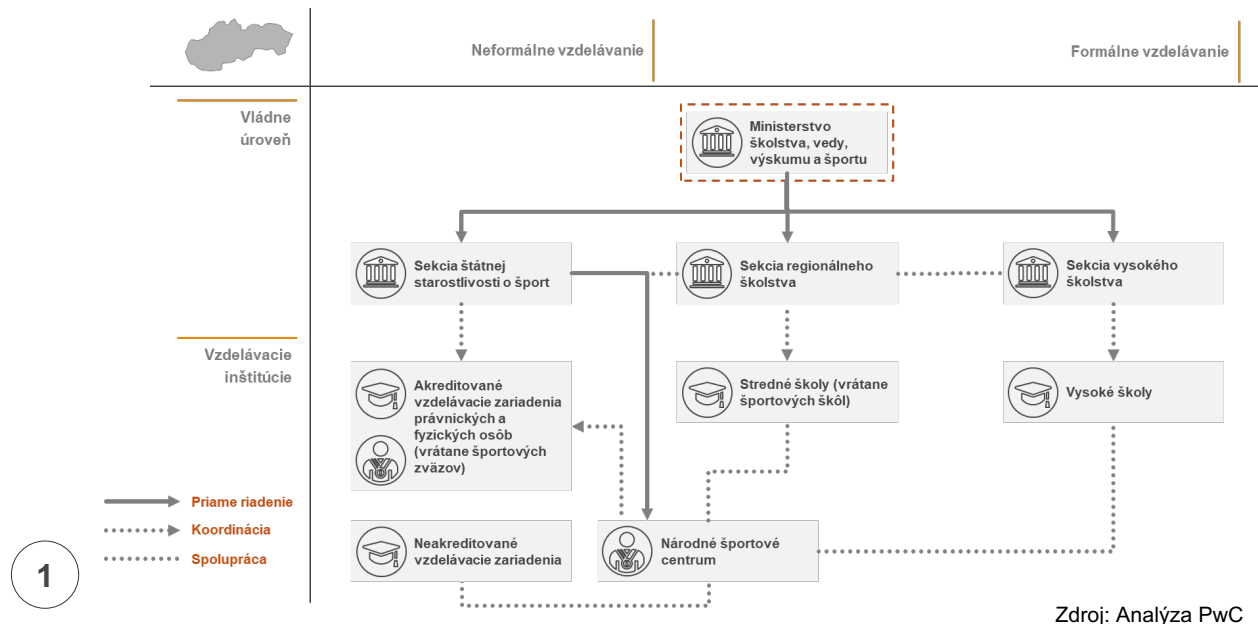 Neformálne vzdelávanie
Formálne vzdelávanie
Vládne
úroveň
Ministerstvo
školstva, vedy,
výskumu a športu
Sekcia štátnej
starostlivosti o šport
Sekcia regionálneho
školstva
Sekcia vysokého
školstva
Vzdelávacie
inštitúcie
Akreditované
vzdelávacie zariadenia
právnických a
fyzických osôb
(vrátane športových
zväzov)
Stredné školy (vrátane
športových škôl)
Vysoké školy
Priame riadenie
Koordinácia
Spolupráca
Neakreditované
vzdelávacie zariadenia
Národné športové
centrum
1
Zdroj: Analýza PwC